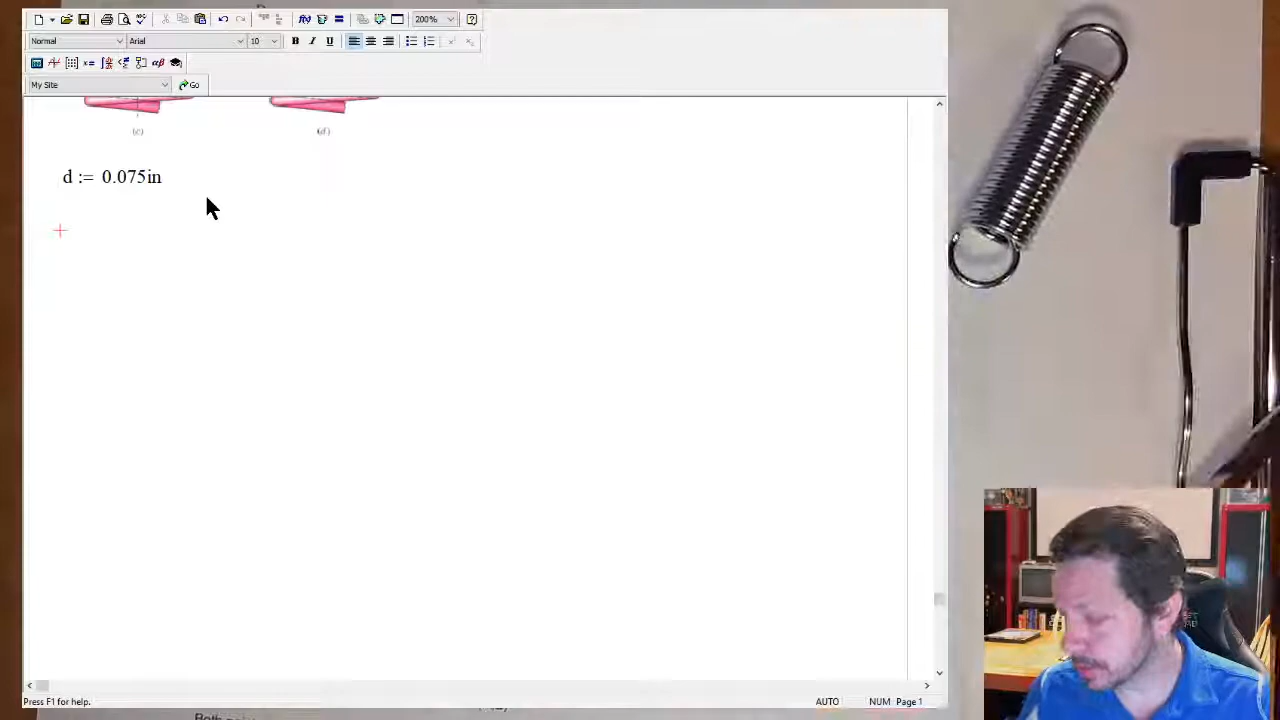 200%
Normal Arial 10 B I U
My Site Go
(c) (d)
d := 0.075in
Press F1 for help. AUTO NUM Page 1